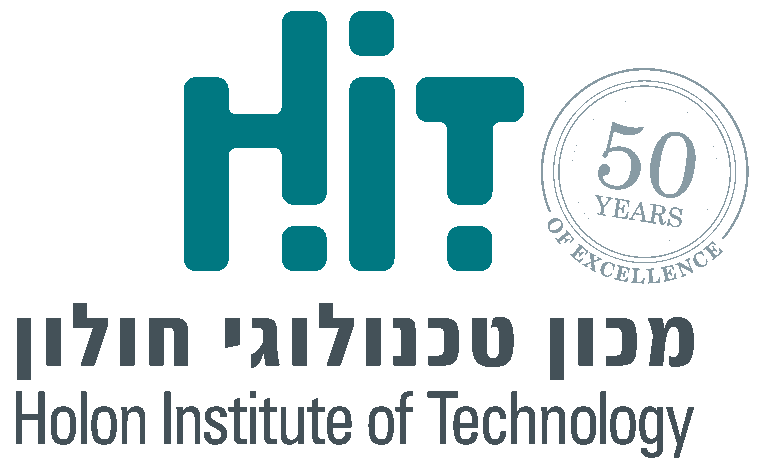 HiT
50
YEARS
OF EXCELLENCE
מכון טכנולוגי חולון
Holon Institute of Technology